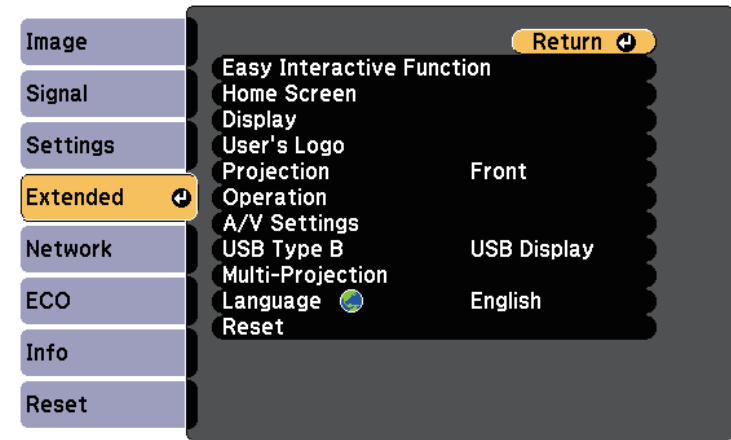 Image
Signal
Settings
Extended
Network
ECO
Info
Reset
Return
Easy Interactive Function
Home Screen
Display
User's Logo
Projection Front
Operation
A/V Settings
USB Type B USB Display
Multi-Projection
Language English
Reset